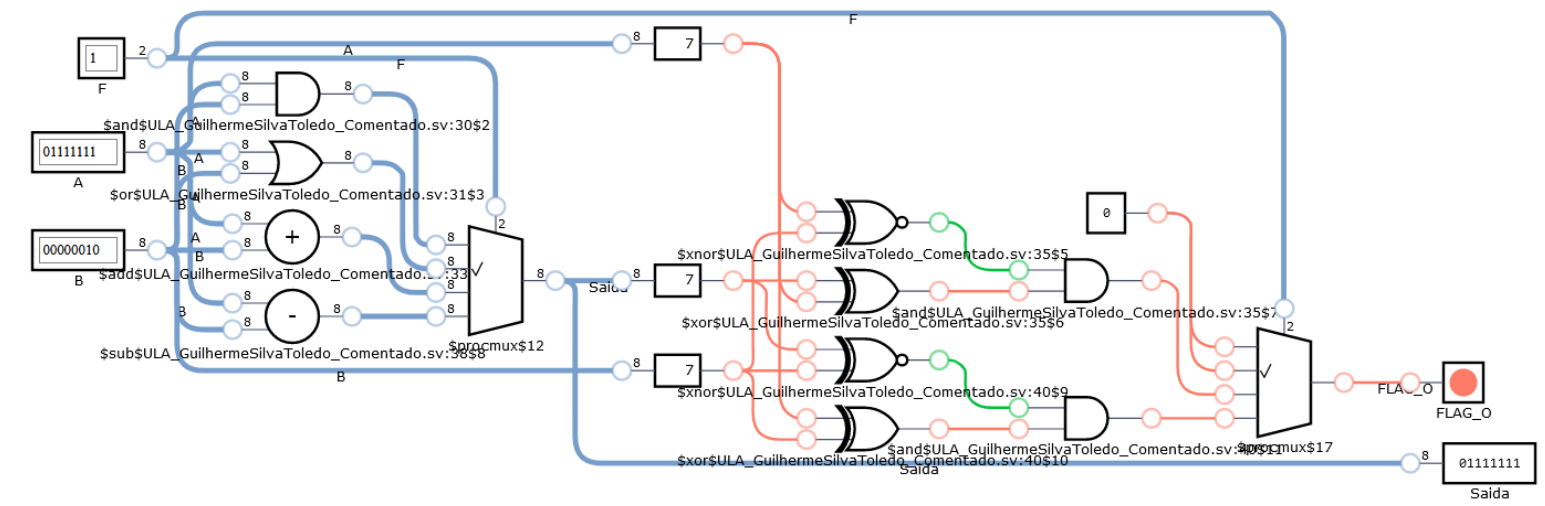 F
2
A
8
7
1
F
F
8
8
8
$and$ULA_GuilhermeSilvaToledo_Comentado.sv:30$2
A
01111111
8
A
8
8
8
A
B
$or$ULA_GuilhermeSilvaToledo_Comentado.sv:31$3
A
B
2
0
00000010
8
B
8
8
A
B
+
8
8
8
8
8
✓
$add$ULA_GuilhermeSilvaToledo_Comentado.sv:33
8
8
B
-
8
$sub$ULA_GuilhermeSilvaToledo_Comentado.sv:38$8
$procmux$12
8
Saida
8
7
B
8
7
$xnor$ULA_GuilhermeSilvaToledo_Comentado.sv:35$5
$xor$ULA_GuilhermeSilvaToledo_Comentado.sv:35$6
$and$ULA_GuilhermeSilvaToledo_Comentado.sv:35$7
$xnor$ULA_GuilhermeSilvaToledo_Comentado.sv:40$9
$xor$ULA_GuilhermeSilvaToledo_Comentado.sv:40$10
$and$ULA_GuilhermeSilvaToledo_Comentado.sv:40$11
2
✓
$procmux$17
FLAG_O
FLAG_O
Saida
8
01111111
Saida